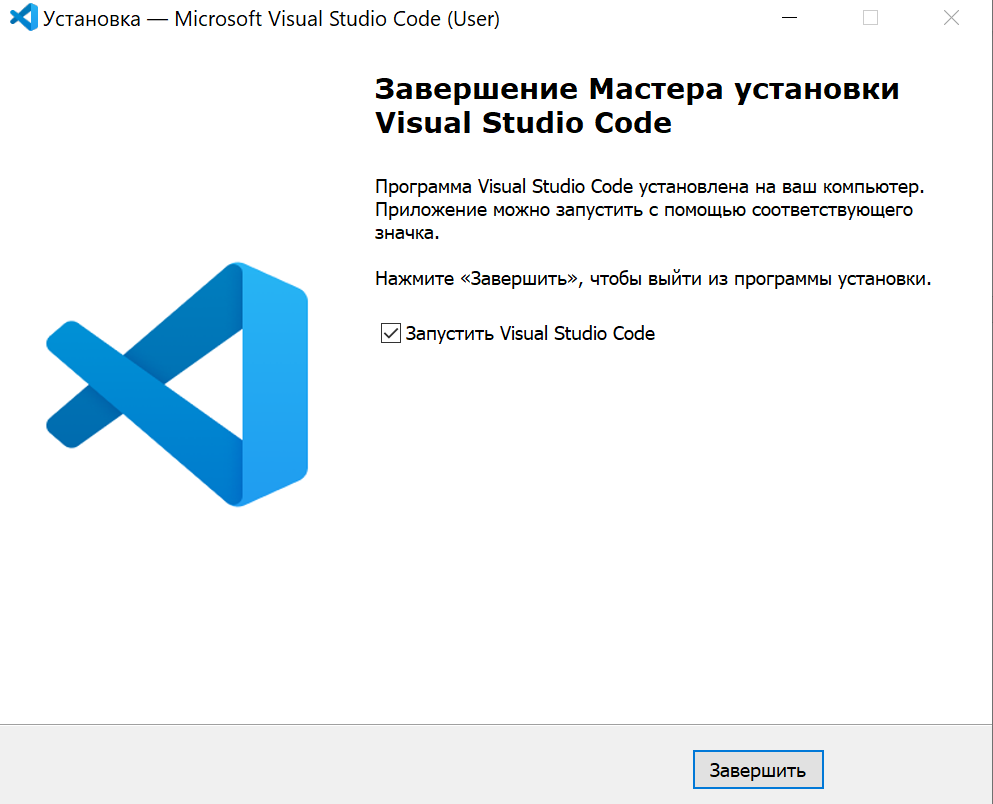 Установка — Microsoft Visual Studio Code (User)
Завершение Мастера установки
Visual Studio Code
Программа Visual Studio Code установлена на ваш компьютер.
Приложение можно запустить с помощью соответствующего
значка.
Нажмите «Завершить», чтобы выйти из программы установки.
Запустить Visual Studio Code
Завершить